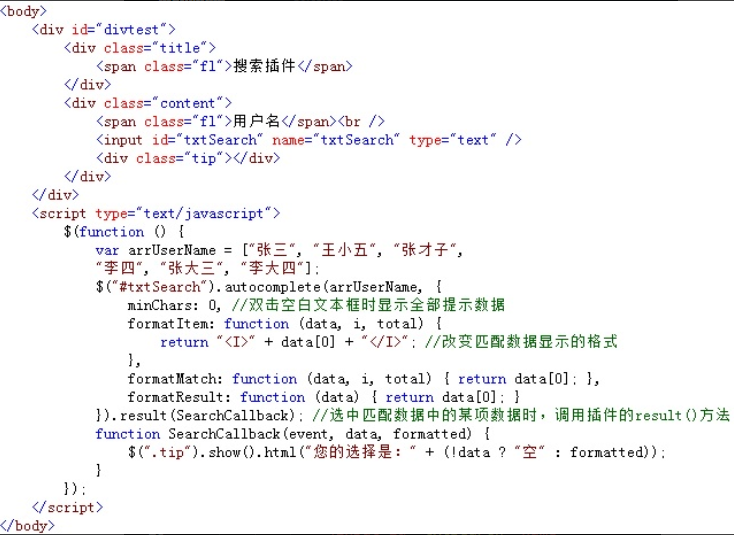 <body>
    <div id="divtest">
        <div class="title">
            <span class="fl">搜索插件</span>
        </div>
        <div class="content">
            <span class="fl">用户名</span><br />
            <input id="txtSearch" name="txtSearch" type="text" />
            <div class="tip"></div>
        </div>
    </div>
    <script type="text/javascript">
        $(function () {
            var arrUserName = ["张三", "王小五", "张才子",
            "李四", "张大三", "李大四"];
            $("#txtSearch").autocomplete(arrUserName, {
                minChars: 0, //双击空白文本框时显示全部提示数据
                formatItem: function (data, i, total) {
                    return "<I>" + data[0] + "</I>"; //改变匹配数据显示的格式
                },
                formatMatch: function (data, i, total) { return data[0]; },
                formatResult: function (data) { return data[0]; }
            }).result(SearchCallback); //选中匹配数据中的某项数据时，调用插件的result()方法
            function SearchCallback(event, data, formatted) {
                $(".tip").show().html("您的选择是：" + (!data ? "空" : formatted));
            }
        });
    </script>
</body>